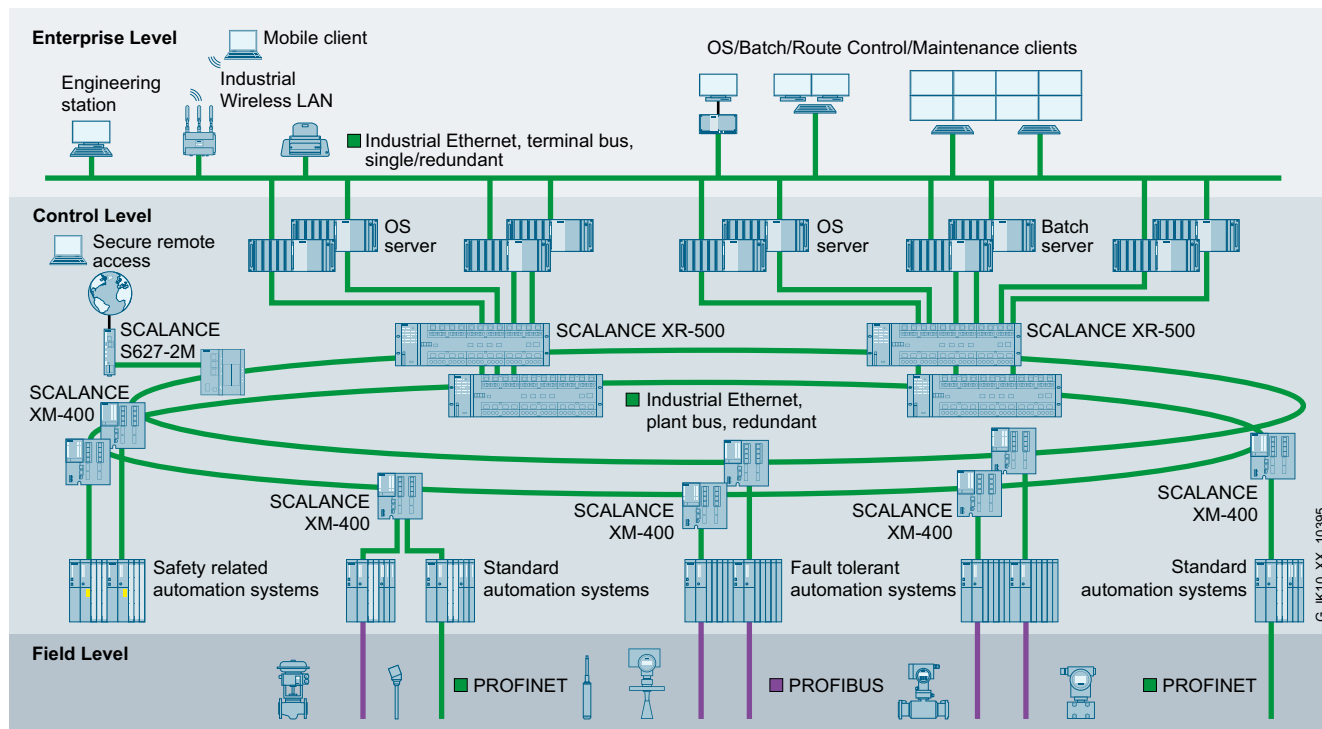 Enterprise Level
Mobile client
Engineering
station
Industrial
Wireless LAN
OS/Batch/Route Control/Maintenance clients
Industrial Ethernet, terminal bus,
single/redundant
Control Level
Secure remote
access
OS
server
OS
server
Batch
server
SCALANCE
S627-2M
SCALANCE XR-500
SCALANCE XR-500
SCALANCE
XM-400
Industrial Ethernet,
plant bus, redundant
SCALANCE
XM-400
SCALANCE
XM-400
SCALANCE
XM-400
SCALANCE
XM-400
Safety related
automation systems
Standard
automation systems
Fault tolerant
automation systems
Standard
automation systems
G_IK10_XX_10395
Field Level
PROFINET
PROFIBUS
PROFINET